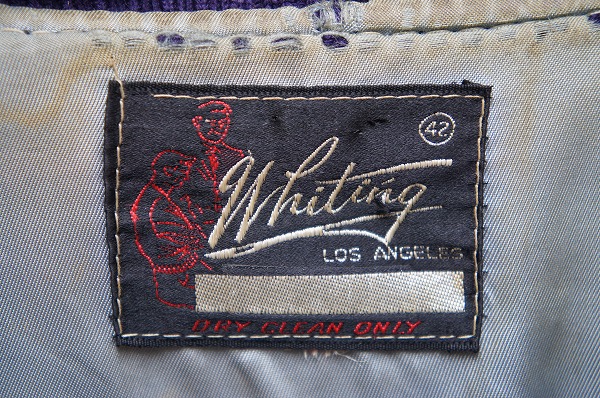 42
Whiting
LOS ANGELES
DRY CLEAN ONLY